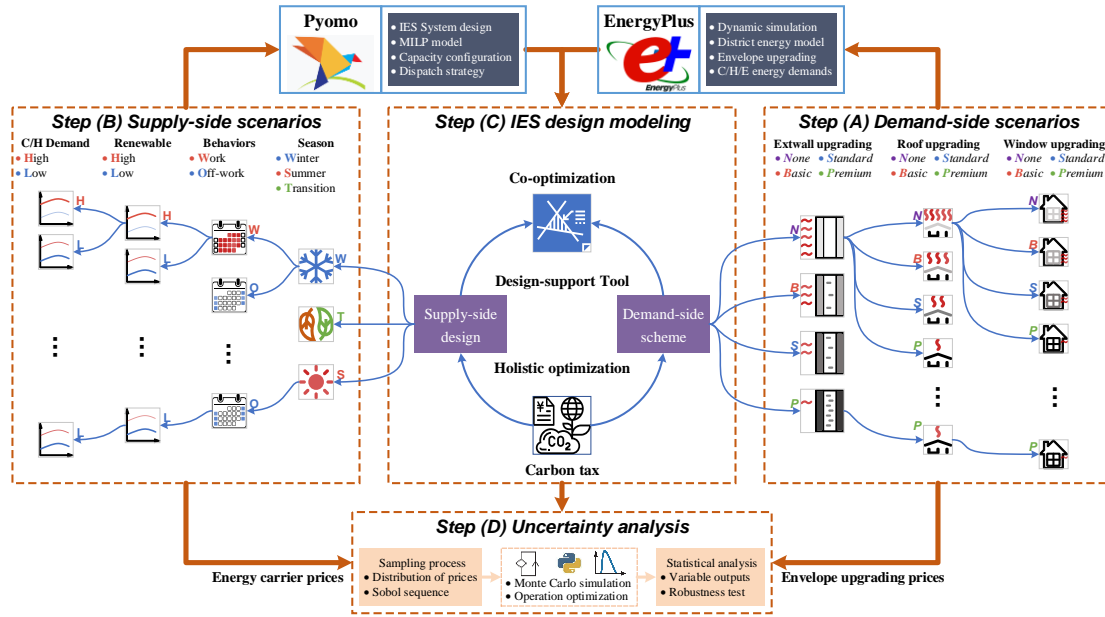 Pyomo
• IES System design
• MILP model
• Capacity configuration
• Dispatch strategy
EnergyPlus
e+
EnergyPlus
• Dynamic simulation
• District energy model
• Envelope upgrading
• C/H/E energy demands
Step (B) Supply-side scenarios
C/H Demand
• High
• Low
Renewable
• High
• Low
Behaviors
• Work
• Off-work
Season
• Winter
• Summer
• Transition
H
L
H
L
W
O
W
T
S
O
L
L
Step (C) IES design modeling
Co-optimization
Design-support Tool
Supply-side
design
Demand-side
scheme
Holistic optimization
¥
CO2
Carbon tax
Step (A) Demand-side scenarios
Extwall upgrading
• None • Standard
• Basic • Premium
Roof upgrading
• None • Standard
• Basic • Premium
Window upgrading
• None • Standard
• Basic • Premium
N
B
S
P
N
B
S
P
P
N
B
S
P
P
Step (D) Uncertainty analysis
Energy carrier prices
Sampling process
• Distribution of prices
• Sobol sequence
• Monte Carlo simulation
• Operation optimization
Statistical analysis
• Variable outputs
• Robustness test
Envelope upgrading prices